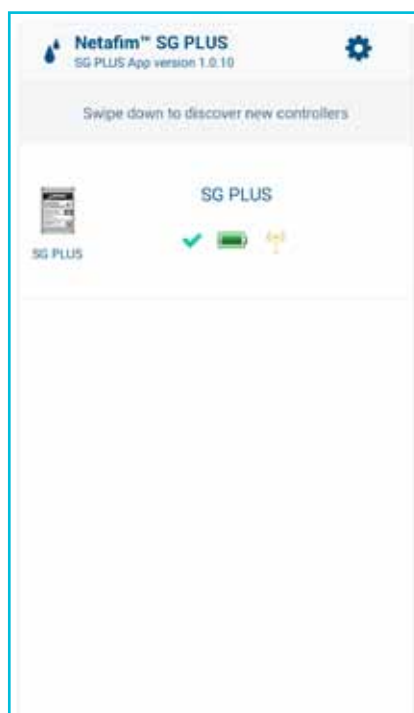 Netafim™ SG PLUS
SG PLUS App version 1.0.10
Swipe down to discover new controllers
SG PLUS
SG PLUS